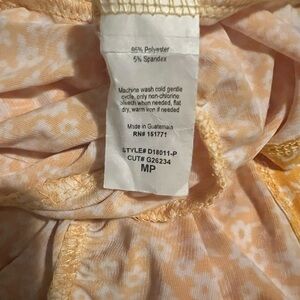 95% Polyester
5% Spandex
Machine wash cold gentle
cycle, only non-chlorine
bleach when needed, flat
dry, warm iron if needed
Made in Guatemala
RN# 151771
STYLE# D18011-P
CUT# G26234
MP